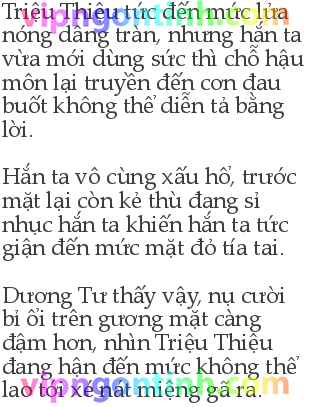 Triệu Thiệu tức đến mức lửa
nóng dâng tràn, nhưng hắn ta
vừa mới dùng sức thì chỗ hậu
môn lại truyền đến cơn đau
buốt không thể diễn tả bằng
lời.
Hắn ta vô cùng xấu hổ, trước
mặt lại còn kẻ thù đang sỉ
nhục hắn ta khiến hắn ta tức
giận đến mức mặt đỏ tía tai.
Dương Tư thấy vậy, nụ cười
bỉ ổi trên gương mặt càng
đậm hơn, nhìn Triệu Thiệu
đang hận đến mức không thể
lao tới xé nát miệng gã ra.
vipngontinh.com
vipngontinh.com